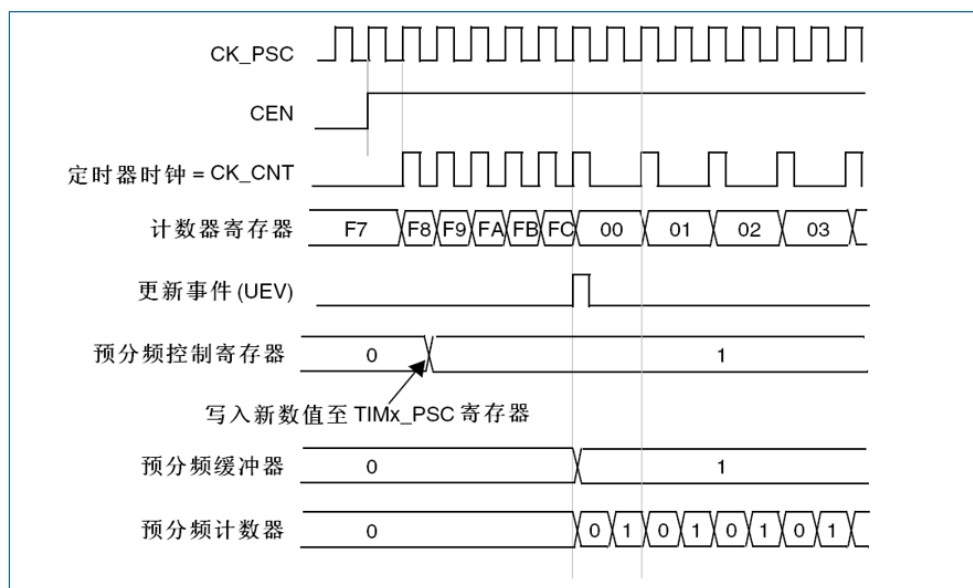 CK_PSC
CEN
定时器时钟 = CK_CNT
计数器寄存器 F7 F8 F9 FA FB FC 00 01 02 03
更新事件(UEV)
预分频控制寄存器 0 1
写入新数值至 TIMx_PSC 寄存器
预分频缓冲器 0 1
预分频计数器 0 0 1 0 1 0 1 0 1